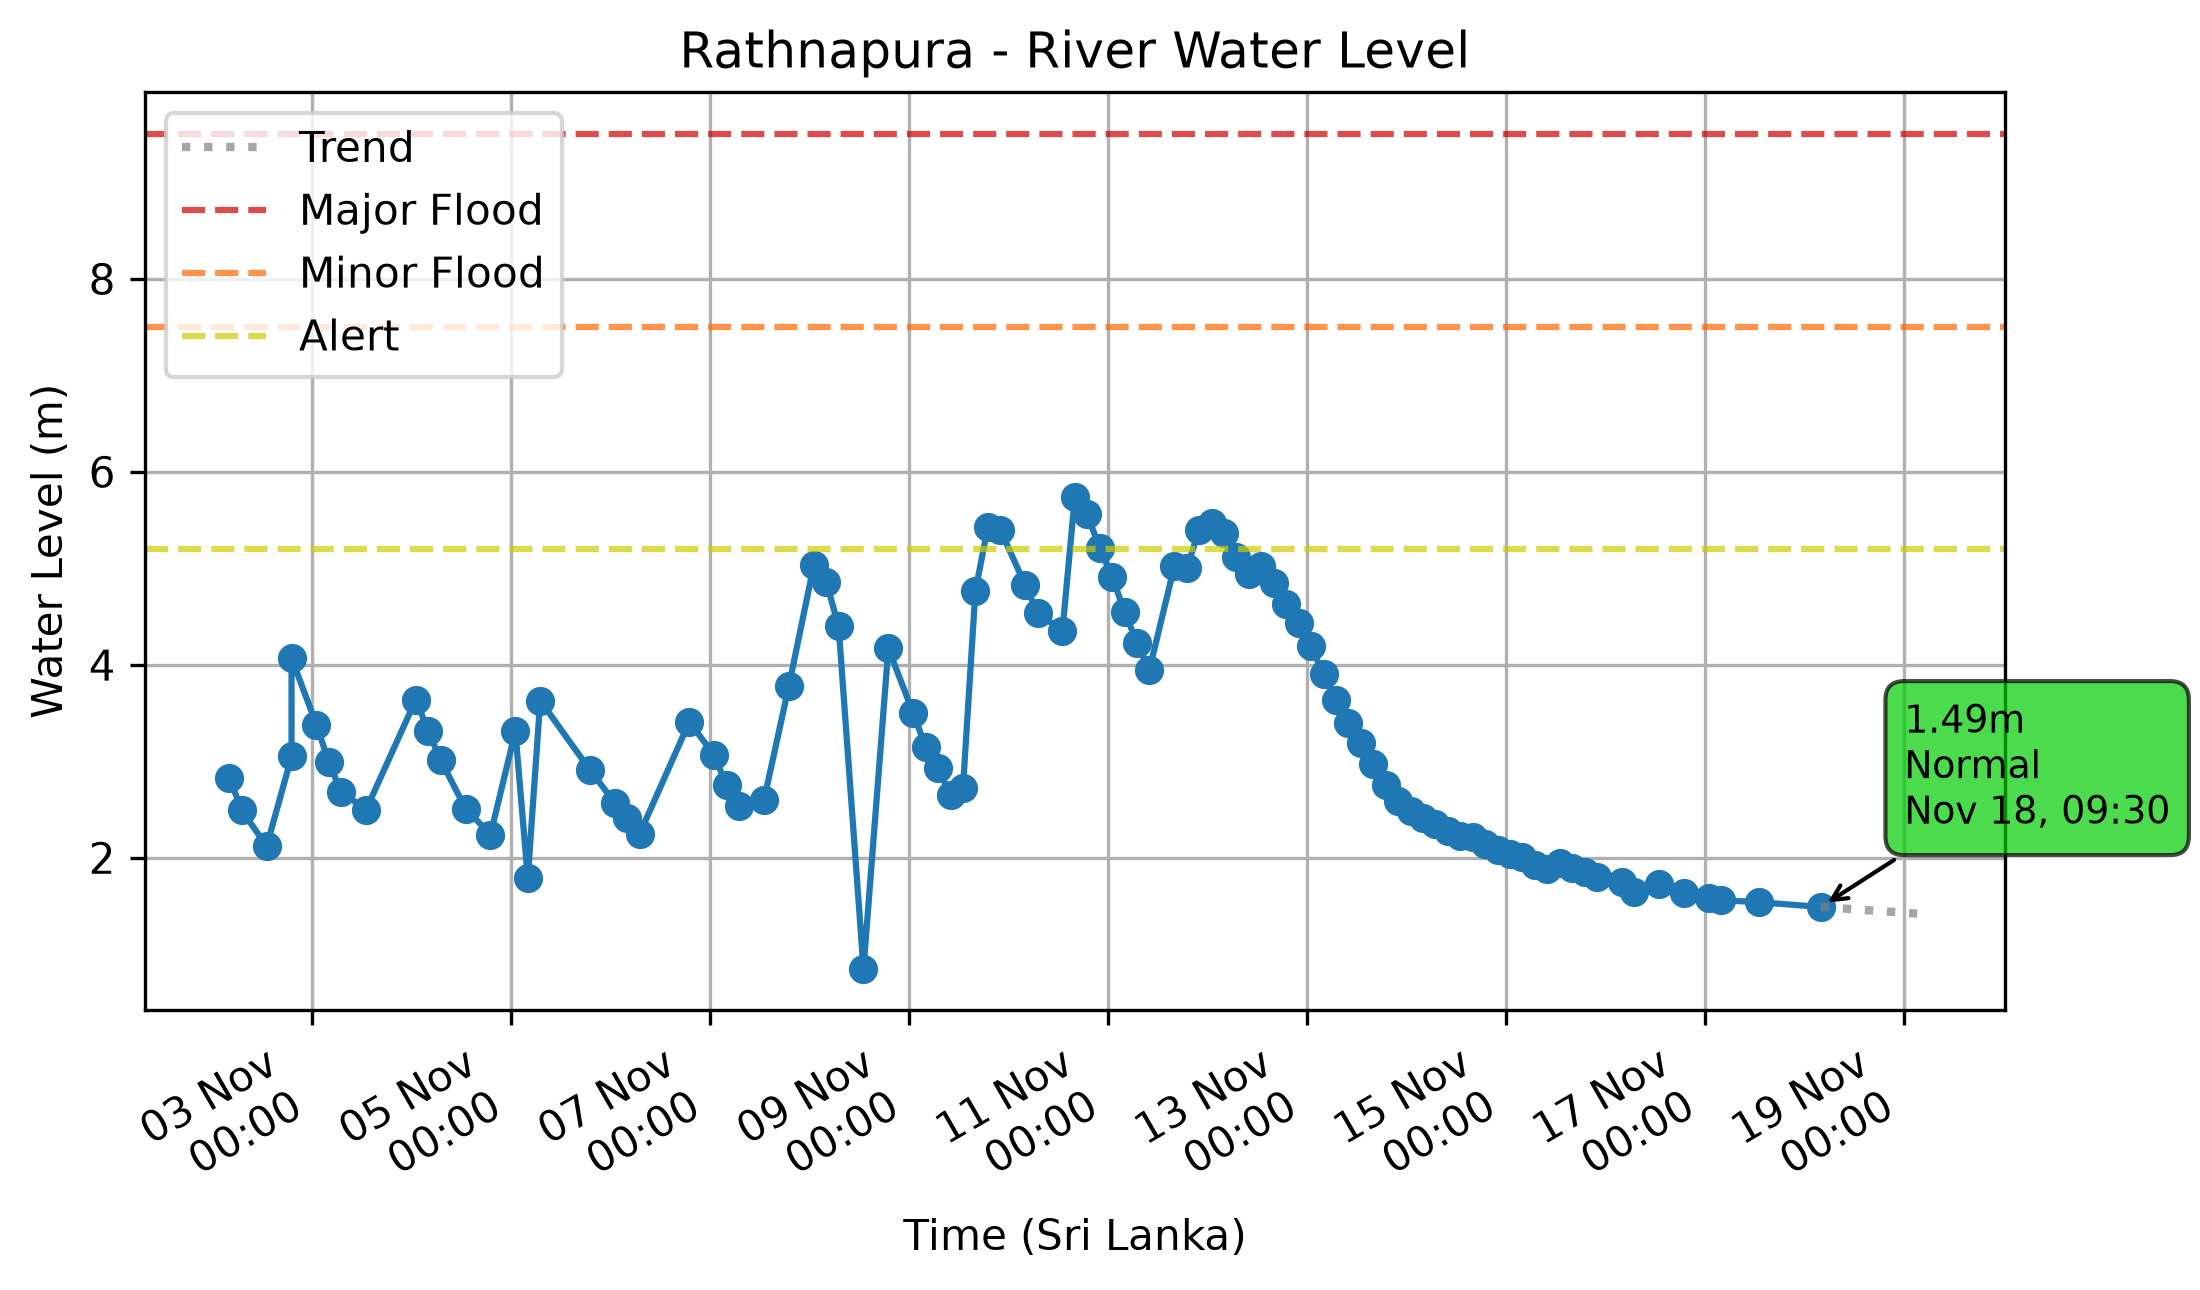 Rathnapura - River Water Level
Trend
Major Flood
Minor Flood
Alert
8
6
4
2
Water Level (m)
1.49m
Normal
Nov 18, 09:30
03 Nov
00:00
05 Nov
00:00
07 Nov
00:00
09 Nov
00:00
11 Nov
00:00
13 Nov
00:00
15 Nov
00:00
17 Nov
00:00
19 Nov
00:00
Time (Sri Lanka)